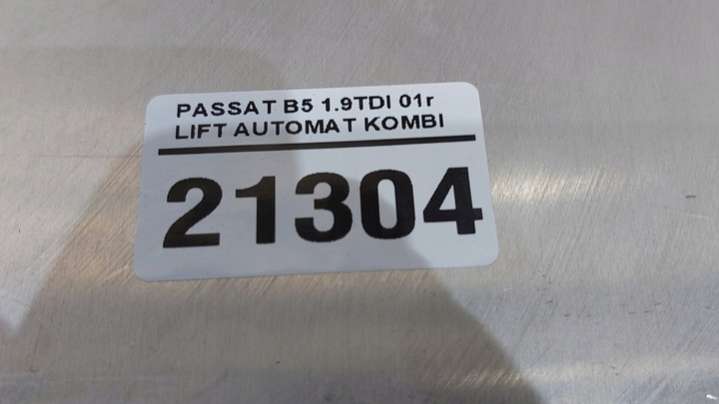 PASSAT B5 1.9TDI 01r
LIFT AUTOMAT KOMBI
21304